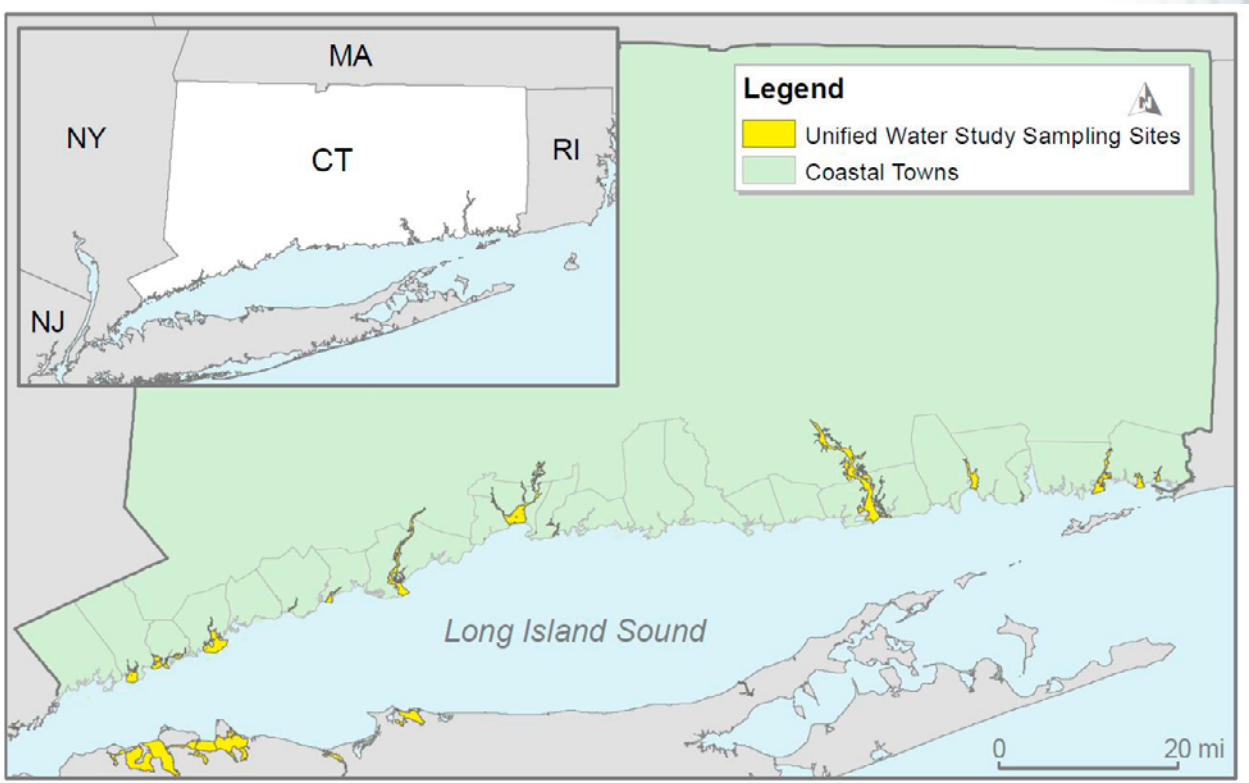 MA
NY
CT
RI
NJ
Legend
N
Unified Water Study Sampling Sites
Coastal Towns
Long Island Sound
0 20 mi